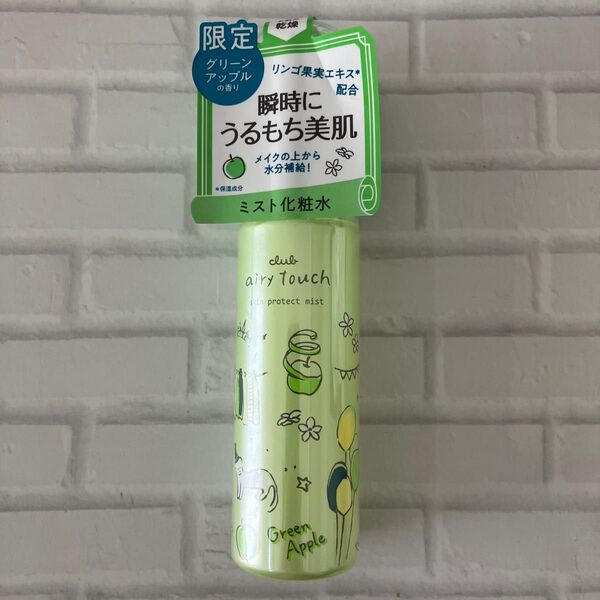 乾燥
限定
グリーン
アップル
の香り
リンゴ果実エキス*
配合
瞬時に
うるもち美肌
メイクの上から
水分補給!
*保湿成分
ミスト化粧水
club
airy touch
skin protect mist
Green
Apple